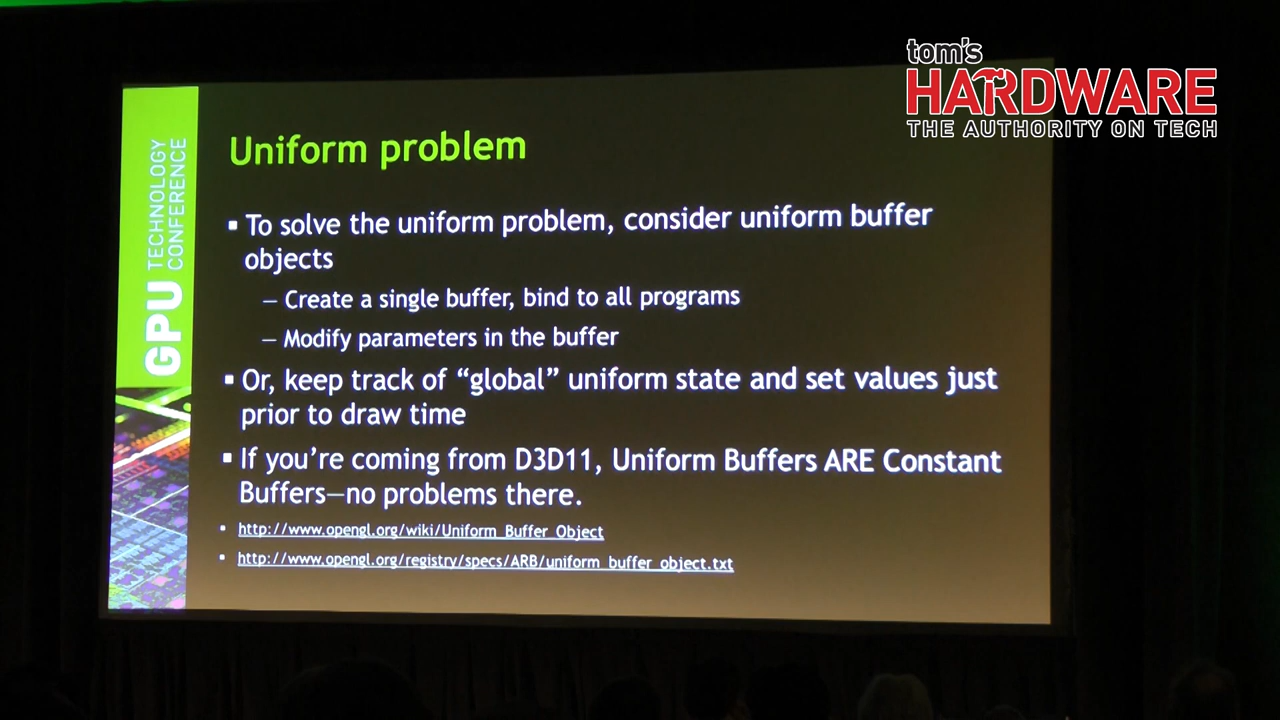 tom's
HARDWARE
THE AUTHORITY ON TECH
GPU TECHNOLOGY
CONFERENCE
Uniform problem
▪ To solve the uniform problem, consider uniform buffer
objects
– Create a single buffer, bind to all programs
– Modify parameters in the buffer
▪ Or, keep track of “global” uniform state and set values just
prior to draw time
▪ If you’re coming from D3D11, Uniform Buffers ARE Constant
Buffers—no problems there.
▪ http://www.opengl.org/wiki/Uniform_Buffer_Object
▪ http://www.opengl.org/registry/specs/ARB/uniform_buffer_object.txt